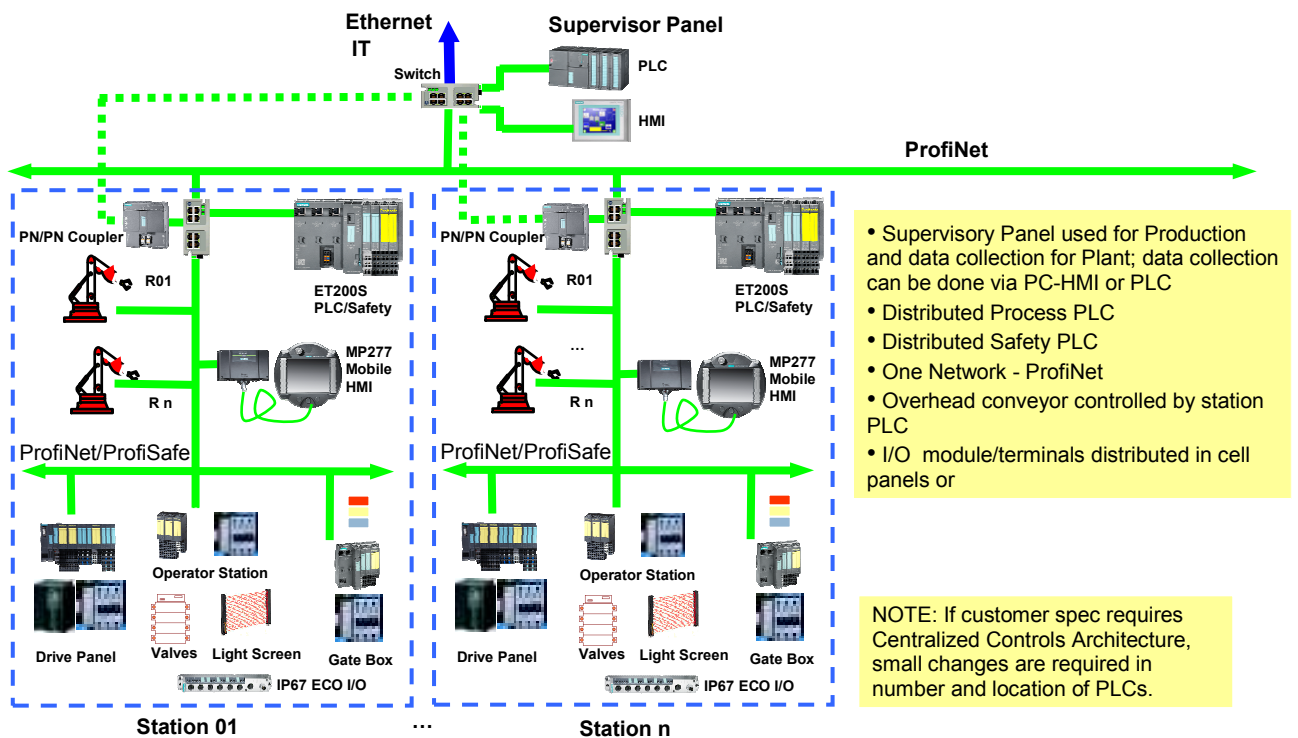 Ethernet
IT
Supervisor Panel
Switch
PLC
HMI
ProfiNet
PN/PN Coupler
R01
ET200S
PLC/Safety
MP277
Mobile
HMI
R n
ProfiNet/ProfiSafe
Operator Station
Drive Panel
Valves
Light Screen
Gate Box
IP67 ECO I/O
Station 01
...
PN/PN Coupler
R01
ET200S
PLC/Safety
...
MP277
Mobile
HMI
R n
ProfiNet/ProfiSafe
Operator Station
Drive Panel
Valves
Light Screen
Gate Box
IP67 ECO I/O
Station n
• Supervisory Panel used for Production
and data collection for Plant; data collection
can be done via PC-HMI or PLC
• Distributed Process PLC
• Distributed Safety PLC
• One Network - ProfiNet
• Overhead conveyor controlled by station
PLC
• I/O module/terminals distributed in cell
panels or
NOTE: If customer spec requires
Centralized Controls Architecture,
small changes are required in
number and location of PLCs.